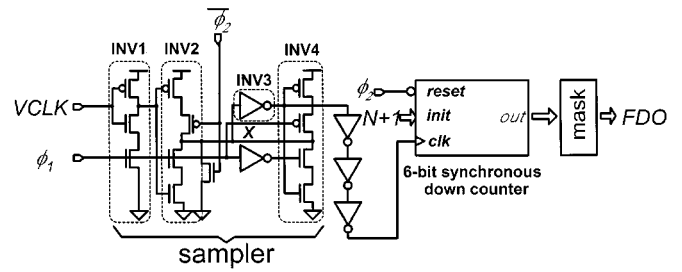 φ̅₂
INV1 INV2 INV3 INV4
VCLK
X
φ₁
sampler
φ₂ reset
N+1 init out
clk
6-bit synchronous
down counter
mask
FDO